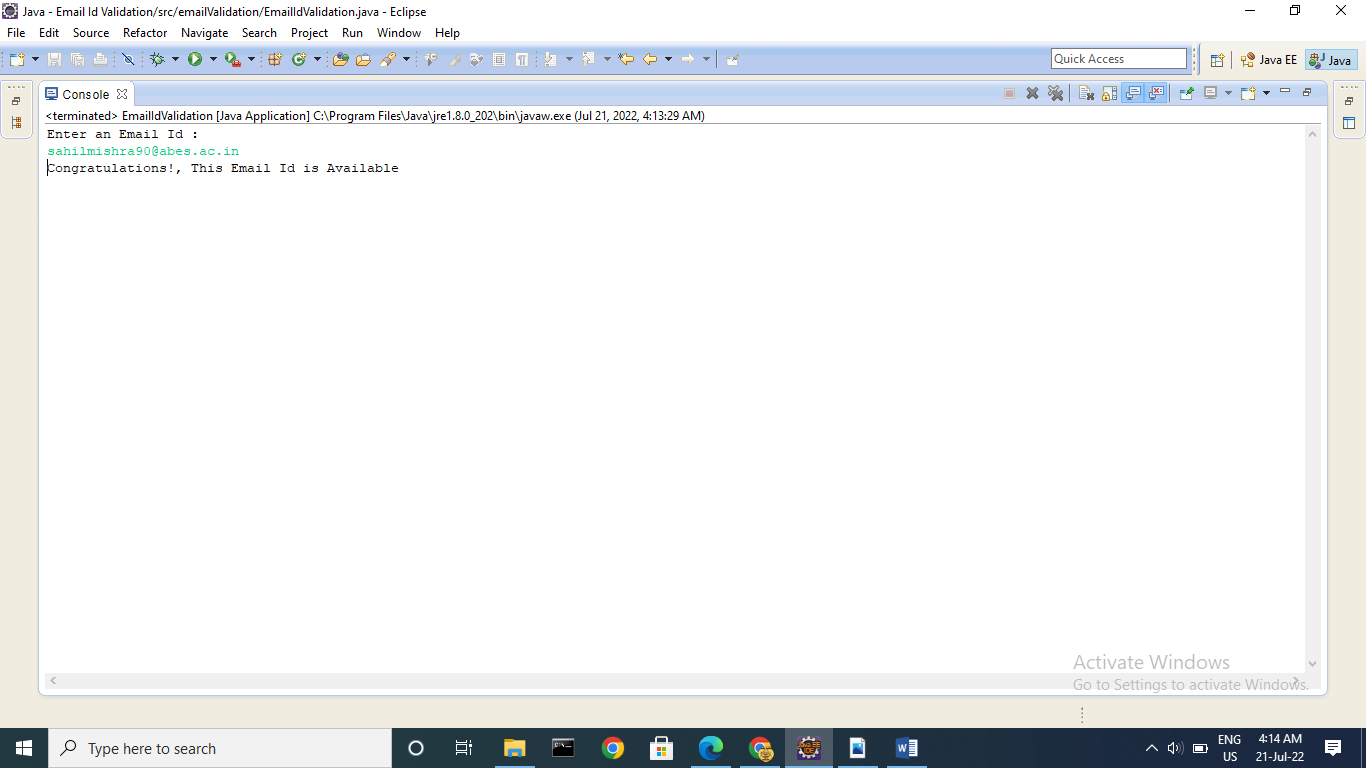 Java - Email Id Validation/src/emailValidation/EmailIdValidation.java - Eclipse
File Edit Source Refactor Navigate Search Project Run Window Help
Quick Access
Java EE
Java
Console
<terminated> EmailIdValidation [Java Application] C:\Program Files\Java\jre1.8.0_202\bin\javaw.exe (Jul 21, 2022, 4:13:29 AM)
Enter an Email Id :
sahilmishra90@abes.ac.in
Congratulations!, This Email Id is Available
Activate Windows
Go to Settings to activate Windows.
Type here to search
ENG
US
4:14 AM
21-Jul-22